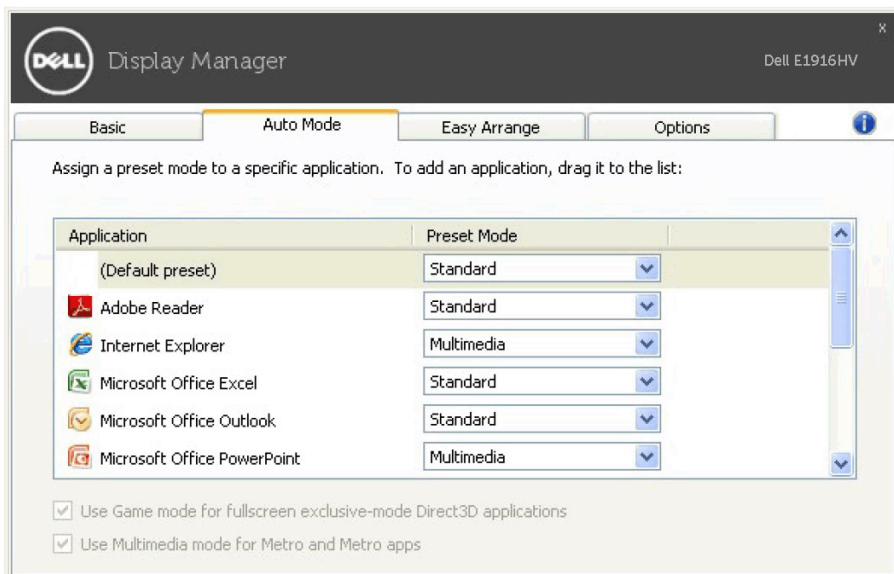 DELL
Display Manager
x
Dell E1916HV
Basic
Auto Mode
Easy Arrange
Options
i
Assign a preset mode to a specific application. To add an application, drag it to the list:
Application Preset Mode
(Default preset) Standard
Adobe Reader Standard
Internet Explorer Multimedia
Microsoft Office Excel Standard
Microsoft Office Outlook Standard
Microsoft Office PowerPoint Multimedia
Use Game mode for fullscreen exclusive-mode Direct3D applications
Use Multimedia mode for Metro and Metro apps